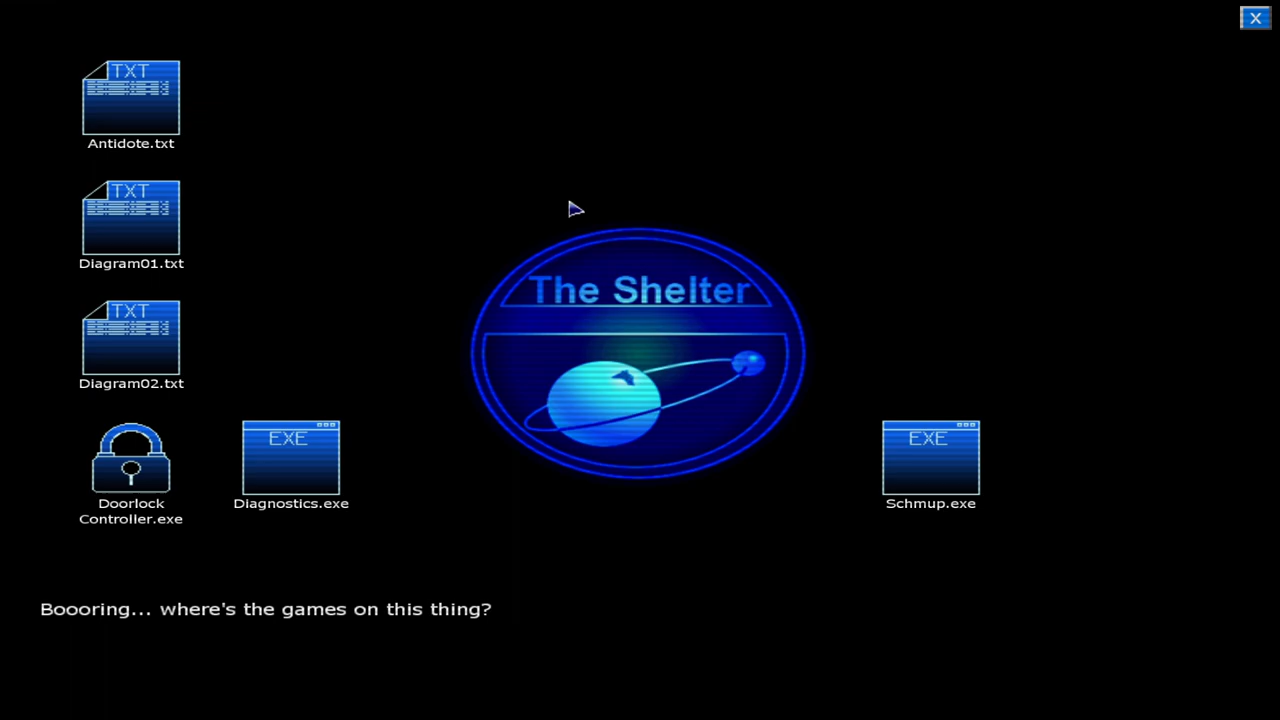 X
TXT
Antidote.txt
TXT
Diagram01.txt
The Shelter
TXT
Diagram02.txt
Doorlock
Controller.exe
EXE
Diagnostics.exe
EXE
Schmup.exe
Boooring... where's the games on this thing?